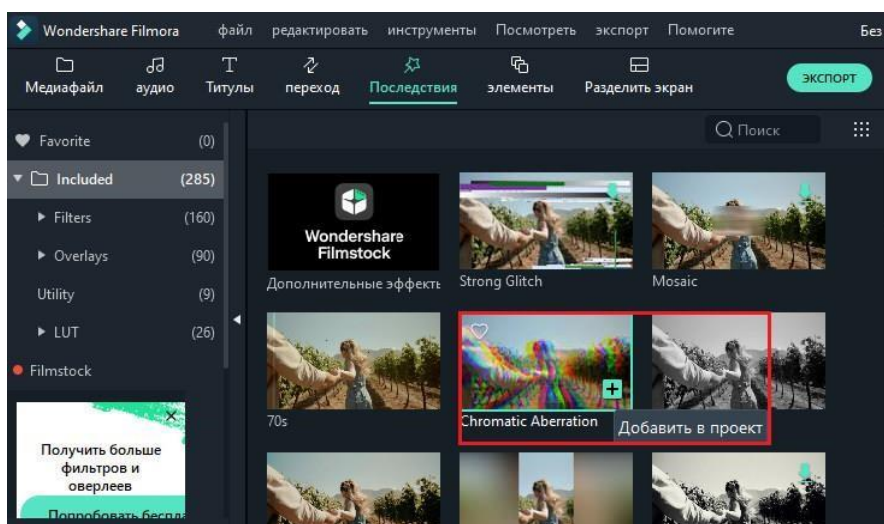 Wondershare Filmora файл редактировать инструменты Посмотреть экспорт Помогите Без
Медиафайл аудио Титулы переход Последствия элементы Разделить экран экспорт
Favorite (0)
Поиск
Included (285)
Filters (160)
Overlays (90)
Utility (9)
LUT (26)
Filmstock
Wondershare
Filmstock
Дополнительные эффекть
Strong Glitch
Mosaic
70s
Chromatic Aberration
Добавить в проект
Получить больше
фильтров и
оверлеев
Попробовать беспла